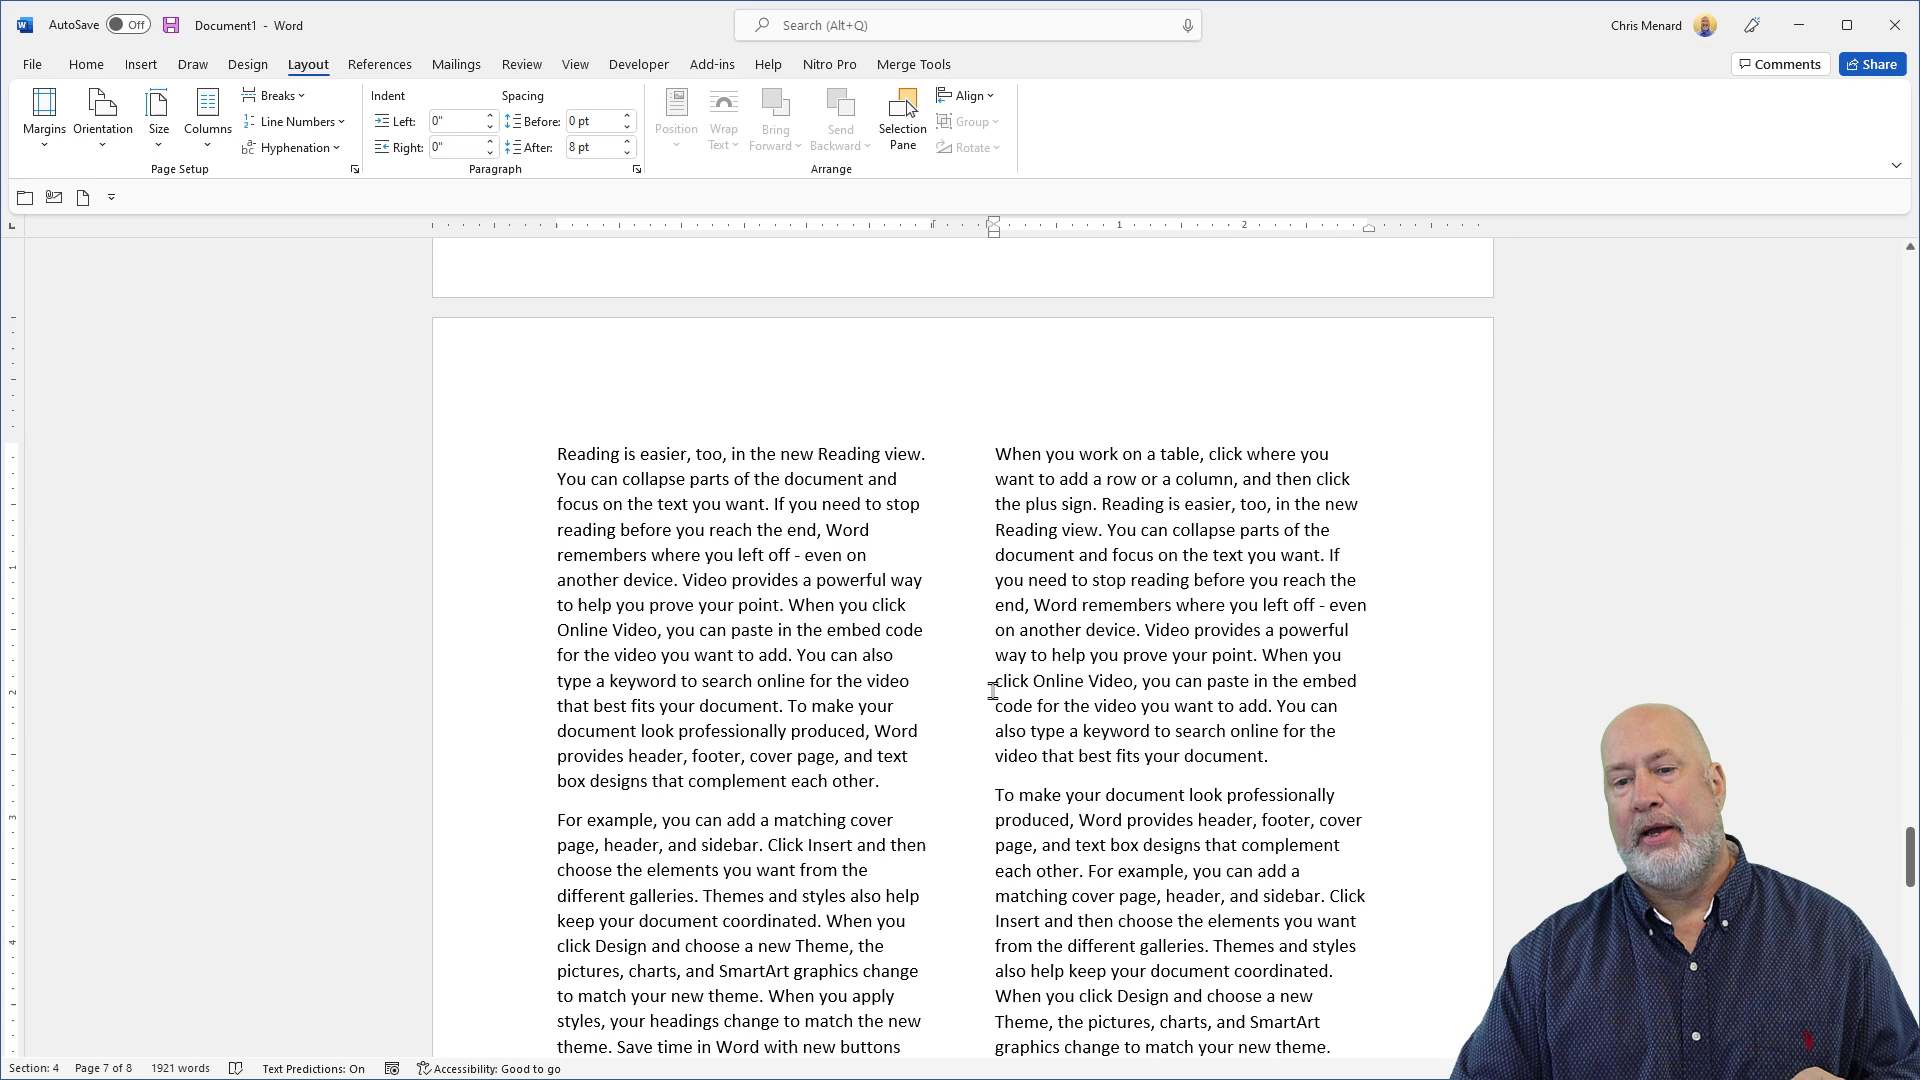 AutoSave Off Document1 - Word Search (Alt+Q) Chris Menard
File Home Insert Draw Design Layout References Mailings Review View Developer Add-ins Help Nitro Pro Merge Tools Comments Share
Margins Orientation Size Columns
Breaks
Line Numbers
Hyphenation
Page Setup
Indent Spacing
Left: 0" Before: 0 pt
Right: 0" After: 8 pt
Paragraph
Position Wrap Text Bring Forward Send Backward Selection Pane
Align
Group
Rotate
Arrange
1 2
1
2
3
4
Reading is easier, too, in the new Reading view.
You can collapse parts of the document and
focus on the text you want. If you need to stop
reading before you reach the end, Word
remembers where you left off - even on
another device. Video provides a powerful way
to help you prove your point. When you click
Online Video, you can paste in the embed code
for the video you want to add. You can also
type a keyword to search online for the video
that best fits your document. To make your
document look professionally produced, Word
provides header, footer, cover page, and text
box designs that complement each other.
For example, you can add a matching cover
page, header, and sidebar. Click Insert and then
choose the elements you want from the
different galleries. Themes and styles also help
keep your document coordinated. When you
click Design and choose a new Theme, the
pictures, charts, and SmartArt graphics change
to match your new theme. When you apply
styles, your headings change to match the new
theme. Save time in Word with new buttons
When you work on a table, click where you
want to add a row or a column, and then click
the plus sign. Reading is easier, too, in the new
Reading view. You can collapse parts of the
document and focus on the text you want. If
you need to stop reading before you reach the
end, Word remembers where you left off - even
on another device. Video provides a powerful
way to help you prove your point. When you
click Online Video, you can paste in the embed
code for the video you want to add. You can
also type a keyword to search online for the
video that best fits your document.
To make your document look professionally
produced, Word provides header, footer, cover
page, and text box designs that complement
each other. For example, you can add a
matching cover page, header, and sidebar. Click
Insert and then choose the elements you want
from the different galleries. Themes and styles
also help keep your document coordinated.
When you click Design and choose a new
Theme, the pictures, charts, and SmartArt
graphics change to match your new theme.
Section: 4 Page 7 of 8 1921 words Text Predictions: On Accessibility: Good to go